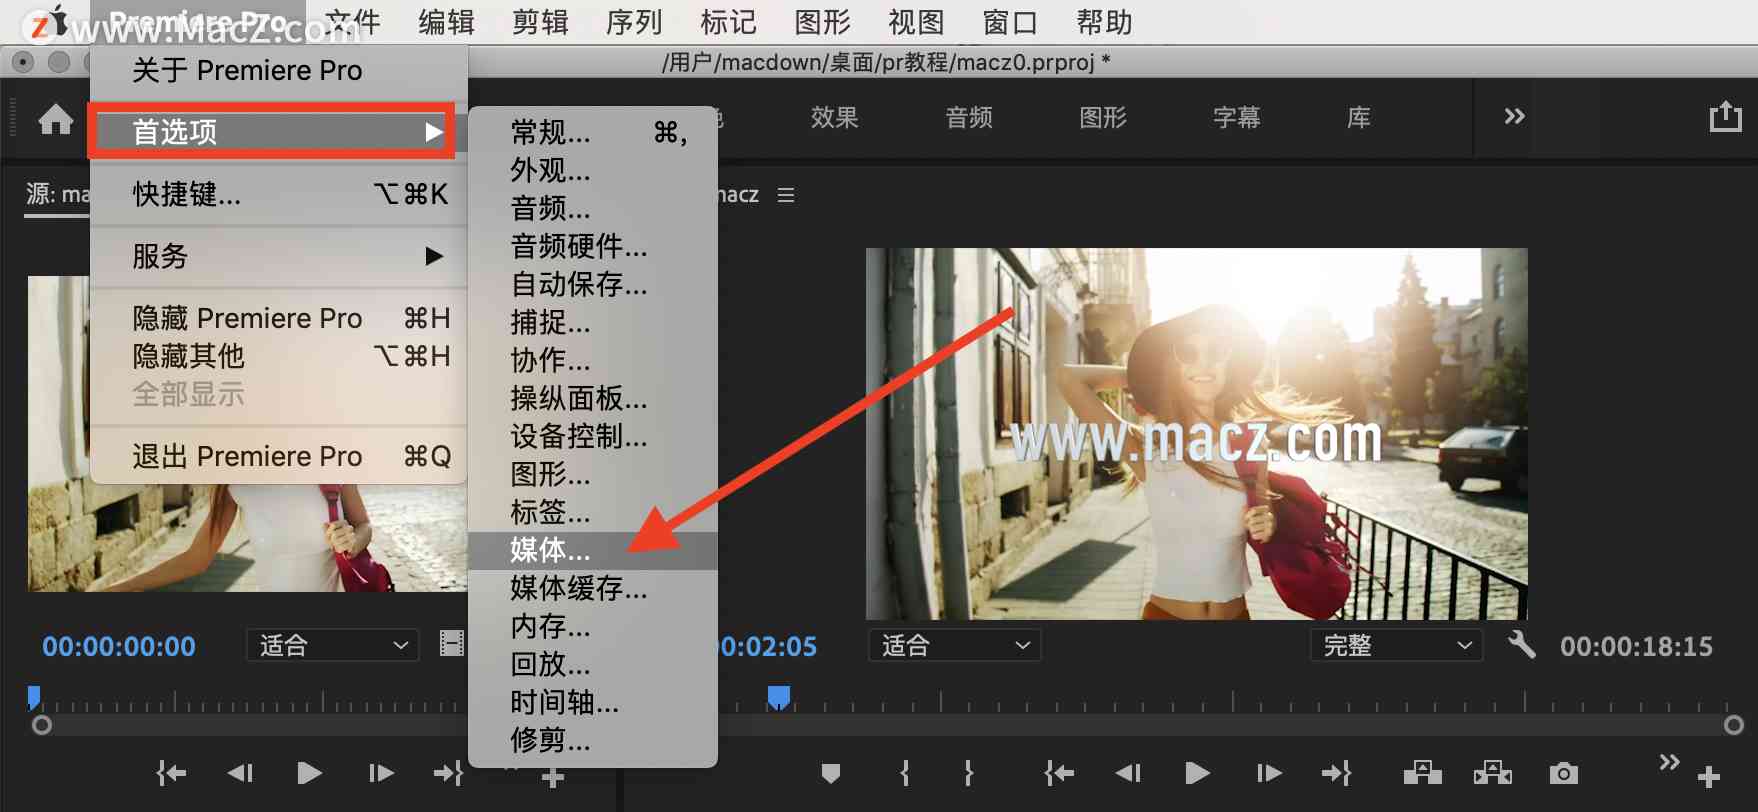 www.MacZ.com
Premiere Pro 文件 编辑 剪辑 序列 标记 图形 视图 窗口 帮助
/用户/macdown/桌面/pr教程/macz0.prproj *
关于 Premiere Pro
首选项
快捷键... ⌥⌘K
服务
隐藏 Premiere Pro ⌘H
隐藏其他 ⌥⌘H
全部显示
退出 Premiere Pro ⌘Q
常规... ⌘,
外观...
音频...
音频硬件...
自动保存...
捕捉...
协作...
操纵面板...
设备控制...
图形...
标签...
媒体...
媒体缓存...
内存...
回放...
时间轴...
修剪...
效果 音频 图形 字幕 库
源: ma
macz
www.macz.com
00:00:00:00 适合
00:02:05 适合 完整 00:00:18:15